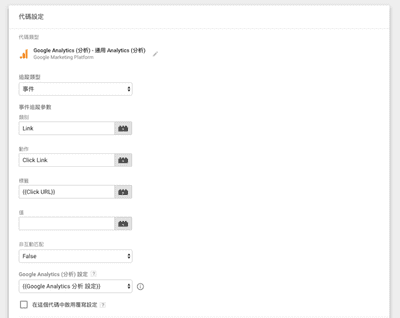 代碼設定
代碼類型
Google Analytics (分析) - 通用 Analytics (分析)
Google Marketing Platform
追蹤類型
事件
事件追蹤參數
類別
Link
動作
Click Link
標籤
{{Click URL}}
值
非互動匹配
False
Google Analytics (分析) 設定 ?
{{Google Analytics 分析 設定}}
在這個代碼中啟用覆寫設定 ?